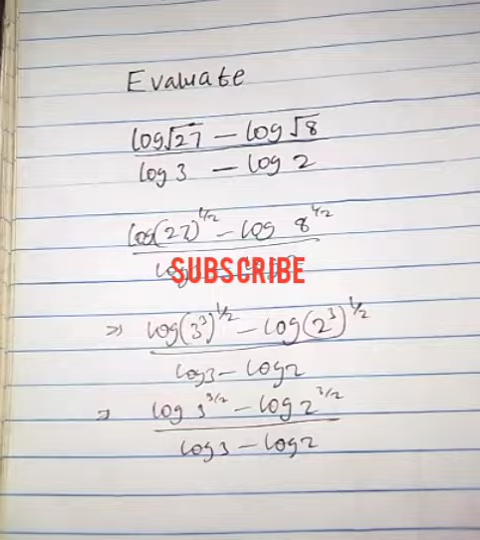 Evaluate
log√27 - log √8
log 3 - log 2
log(27)^1/2 - log 8^1/2
SUBSCRIBE
=> log(3^3)^1/2 - log(2^3)^1/2
log3 - log2
=> log 3^3/2 - log 2^3/2
log3 - log2